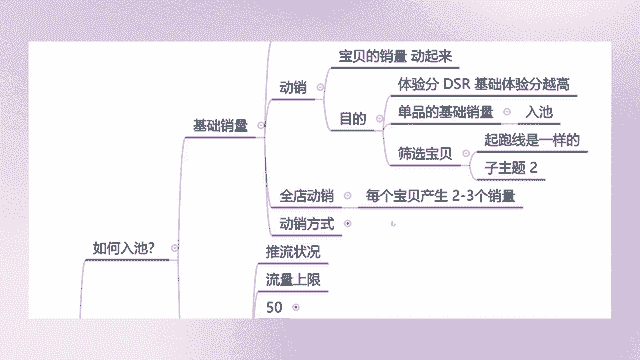 宝贝的销量 动起来
动销
体验分 DSR 基础体验分越高
目的
单品的基础销量
入池
基础销量
筛选宝贝
起跑线是一样的
子主题 2
全店动销
每个宝贝产生 2-3个销量
动销方式
如何入池?
推流状况
流量上限
50